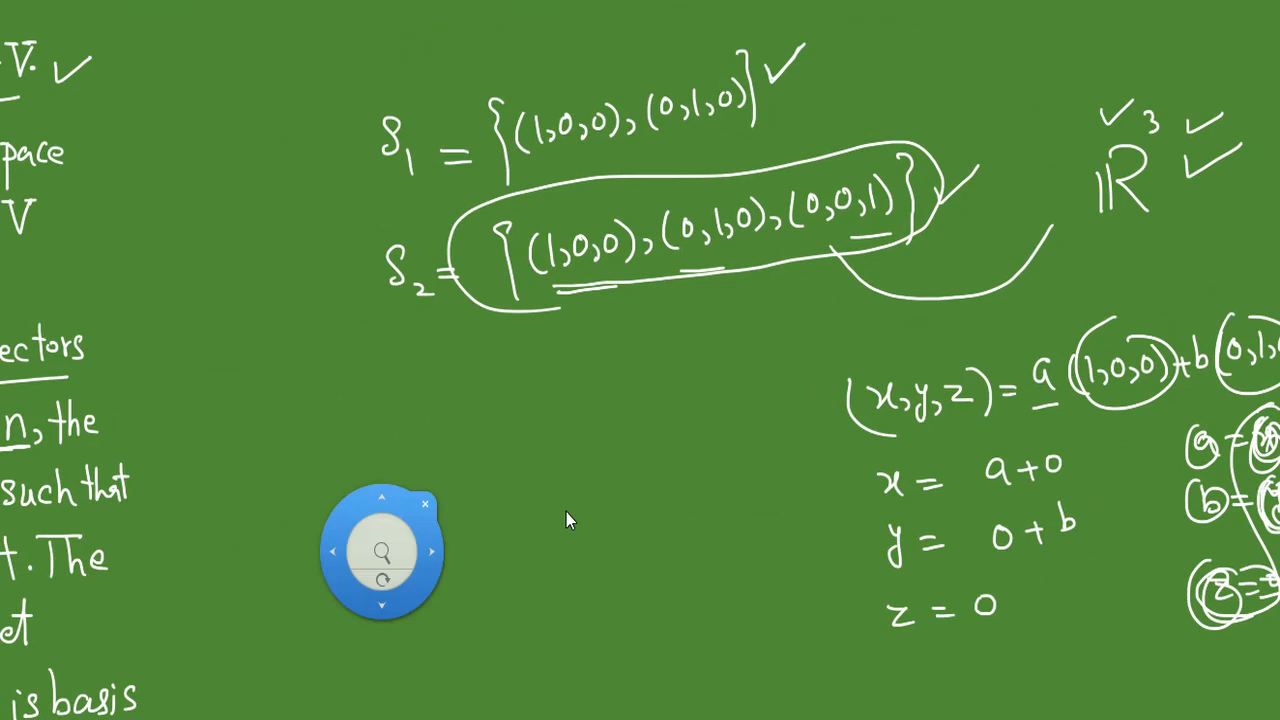 V. ✓
pace
V
ectors
n, the
such that
t. The
et
is basis
S₁ = {(1,0,0), (0,1,0)} ✓
S₂ = {(1,0,0), (0,1,0), (0,0,1)} ✓
ℝ³ ✓ ✓ ✓
(x,y,z) = a(1,0,0) + b(0,1,0
x = a+0
y = 0+b
z = 0
a =
b =
z =